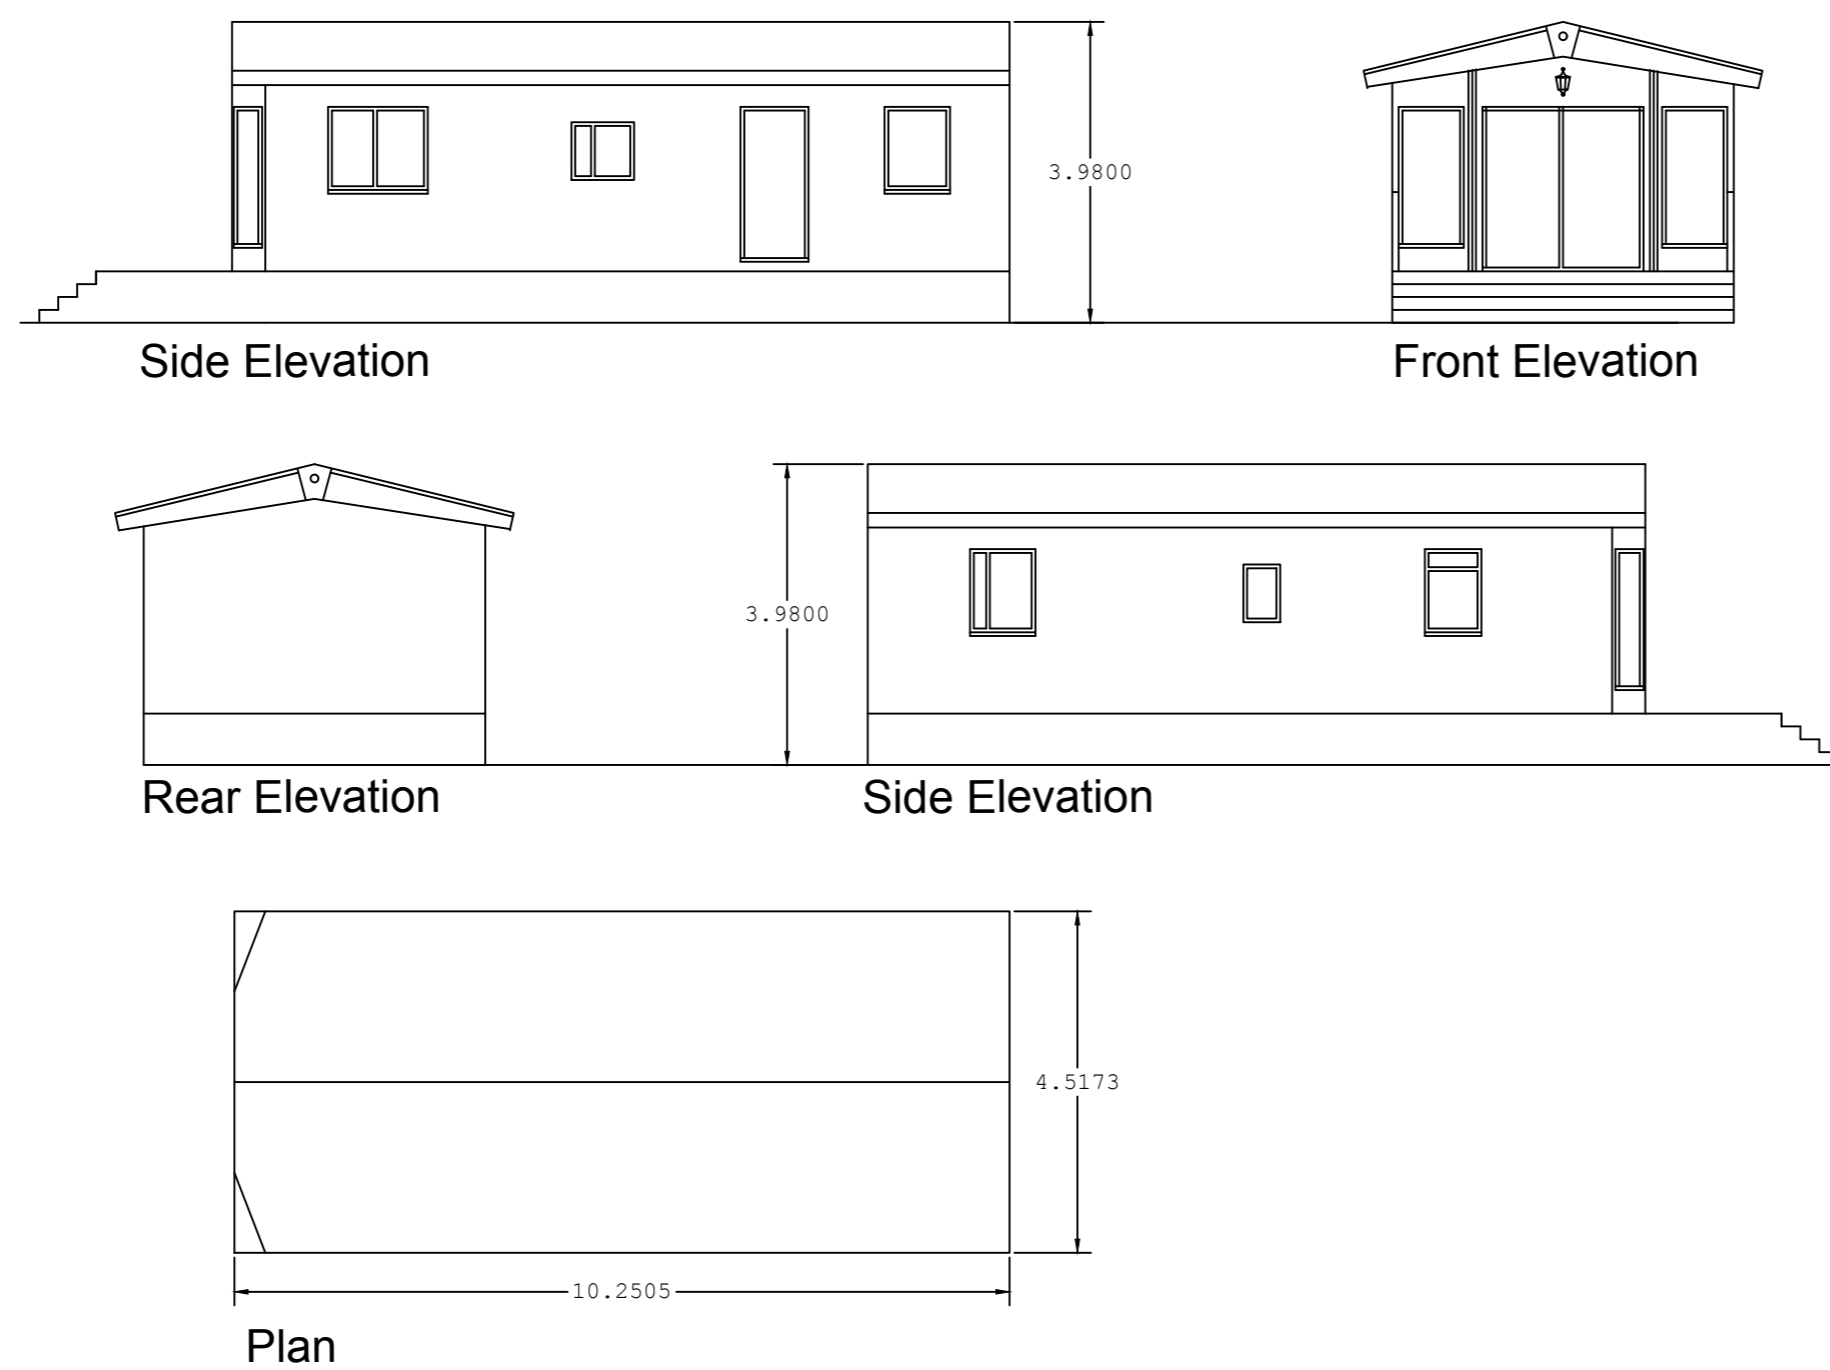 3.9800
Side Elevation
Front Elevation
3.9800
Rear Elevation
Side Elevation
4.5173
10.2505
Plan